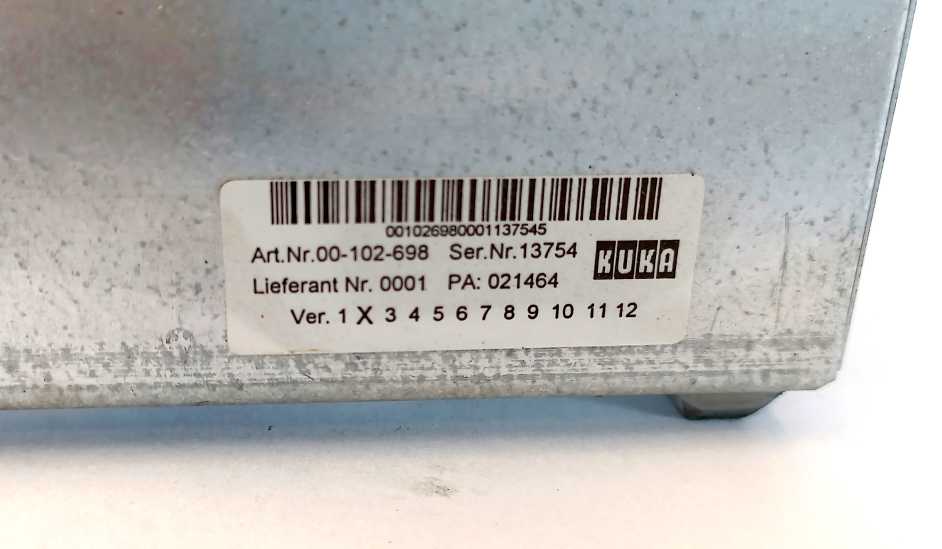 0010269800001137545
Art.Nr.00-102-698 Ser.Nr.13754 KUKA
Lieferant Nr. 0001 PA: 021464
Ver. 1 X 3 4 5 6 7 8 9 10 11 12